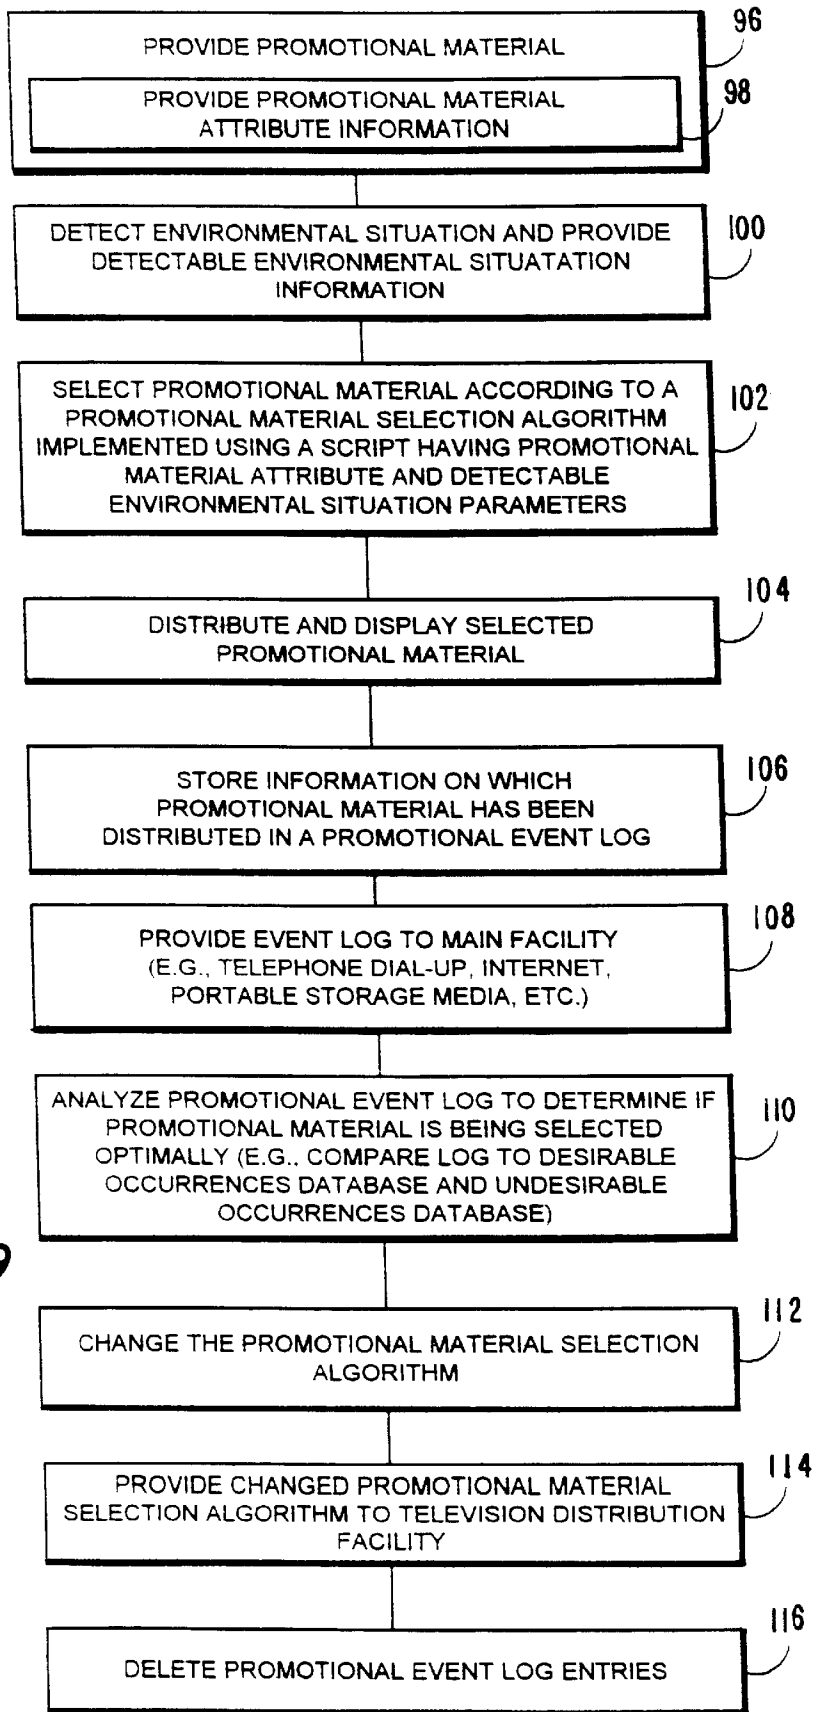 PROVIDE PROMOTIONAL MATERIAL
96
PROVIDE PROMOTIONAL MATERIAL
ATTRIBUTE INFORMATION
98
DETECT ENVIRONMENTAL SITUATION AND PROVIDE
DETECTABLE ENVIRONMENTAL SITUATATION
INFORMATION
100
SELECT PROMOTIONAL MATERIAL ACCORDING TO A
PROMOTIONAL MATERIAL SELECTION ALGORITHM
IMPLEMENTED USING A SCRIPT HAVING PROMOTIONAL
MATERIAL ATTRIBUTE AND DETECTABLE
ENVIRONMENTAL SITUATION PARAMETERS
102
DISTRIBUTE AND DISPLAY SELECTED
PROMOTIONAL MATERIAL
104
STORE INFORMATION ON WHICH
PROMOTIONAL MATERIAL HAS BEEN
DISTRIBUTED IN A PROMOTIONAL EVENT LOG
106
PROVIDE EVENT LOG TO MAIN FACILITY
(E.G., TELEPHONE DIAL-UP, INTERNET,
PORTABLE STORAGE MEDIA, ETC.)
108
ANALYZE PROMOTIONAL EVENT LOG TO DETERMINE IF
PROMOTIONAL MATERIAL IS BEING SELECTED
OPTIMALLY (E.G., COMPARE LOG TO DESIRABLE
OCCURRENCES DATABASE AND UNDESIRABLE
OCCURRENCES DATABASE)
110
9
CHANGE THE PROMOTIONAL MATERIAL SELECTION
ALGORITHM
112
PROVIDE CHANGED PROMOTIONAL MATERIAL
SELECTION ALGORITHM TO TELEVISION DISTRIBUTION
FACILITY
114
DELETE PROMOTIONAL EVENT LOG ENTRIES
116